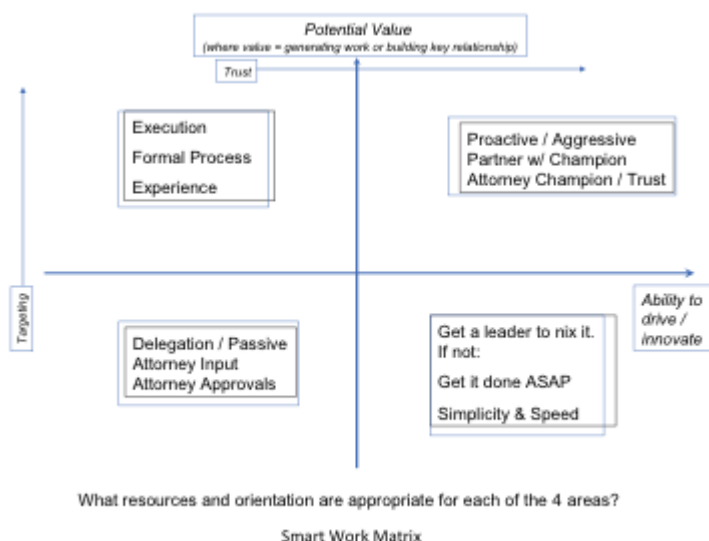 Potential Value
(where value = generating work or building key relationship)
Trust
Execution
Formal Process
Experience
Proactive / Aggressive
Partner w/ Champion
Attorney Champion / Trust
Targeting
Ability to
drive /
innovate
Delegation / Passive
Attorney Input
Attorney Approvals
Get a leader to nix it.
If not:
Get it done ASAP
Simplicity & Speed
What resources and orientation are appropriate for each of the 4 areas?
Smart Work Matrix